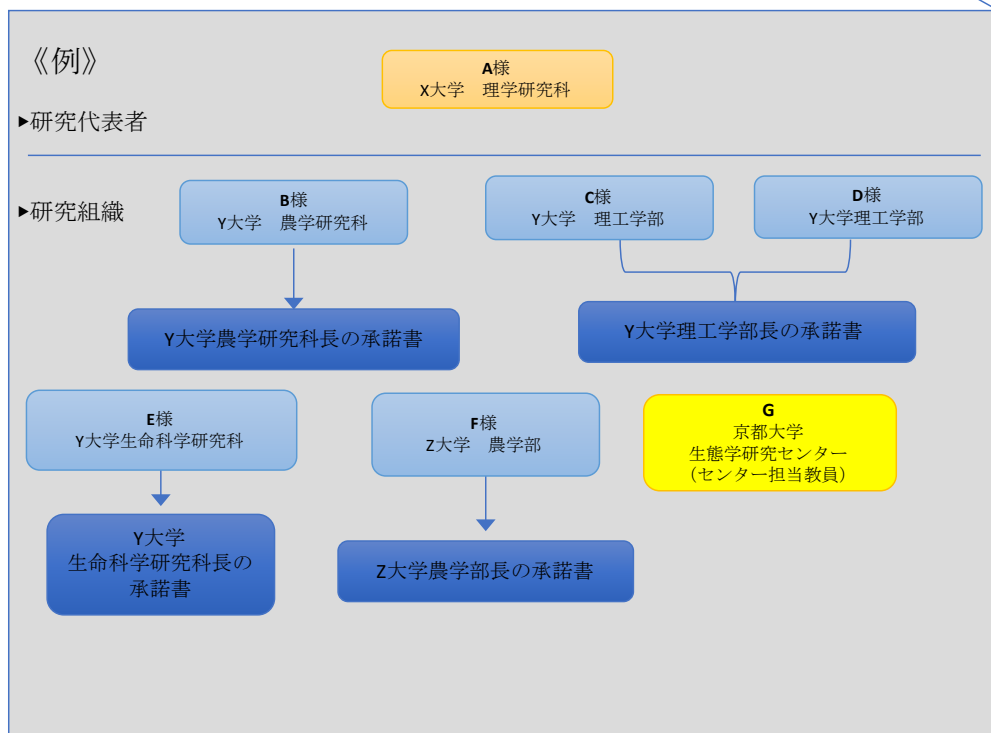 《例》
A様
X大学　理学研究科
▶研究代表者
▶研究組織
B様
Y大学　農学研究科
C様
Y大学　理工学部
D様
Y大学理工学部
Y大学農学研究科長の承諾書
Y大学理工学部長の承諾書
E様
Y大学生命科学研究科
F様
Z大学　農学部
G
京都大学
生態学研究センター
（センター担当教員）
Y大学
生命科学研究科長の
承諾書
Z大学農学部長の承諾書